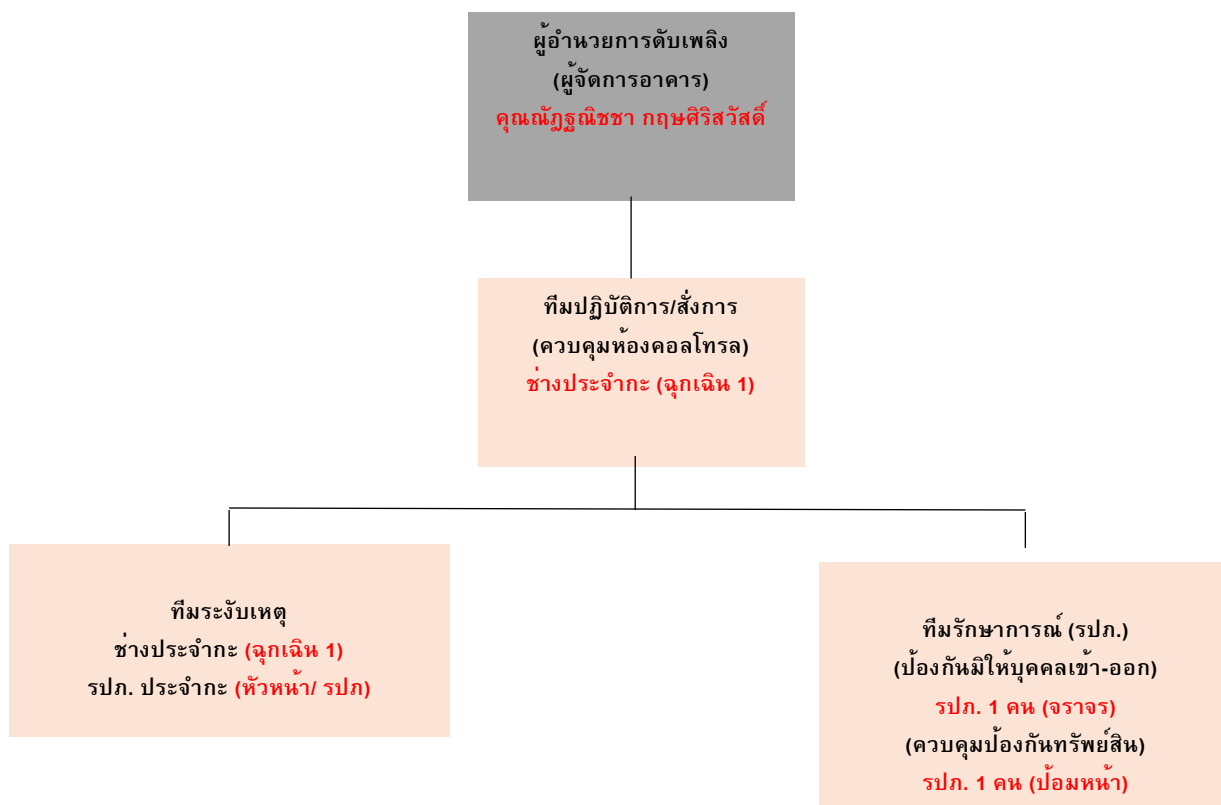 ผู้อำนวยการดับเพลิง
(ผู้จัดการอาคาร)
คุณณัฎฐณิชชา กฤษศิริสวัสดิ์
ทีมปฏิบัติการ/สั่งการ
(ควบคุมห้องคอลโทรล)
ช่างประจำกะ (ฉุกเฉิน 1)
ทีมระงับเหตุ
ช่างประจำกะ (ฉุกเฉิน 1)
รปภ. ประจำกะ (หัวหน้า/ รปภ)
ทีมรักษาการณ์ (รปภ.)
(ป้องกันมิให้บุคคลเข้า-ออก)
รปภ. 1 คน (จราจร)
(ควบคุมป้องกันทรัพย์สิน)
รปภ. 1 คน (ป้อมหน้า)